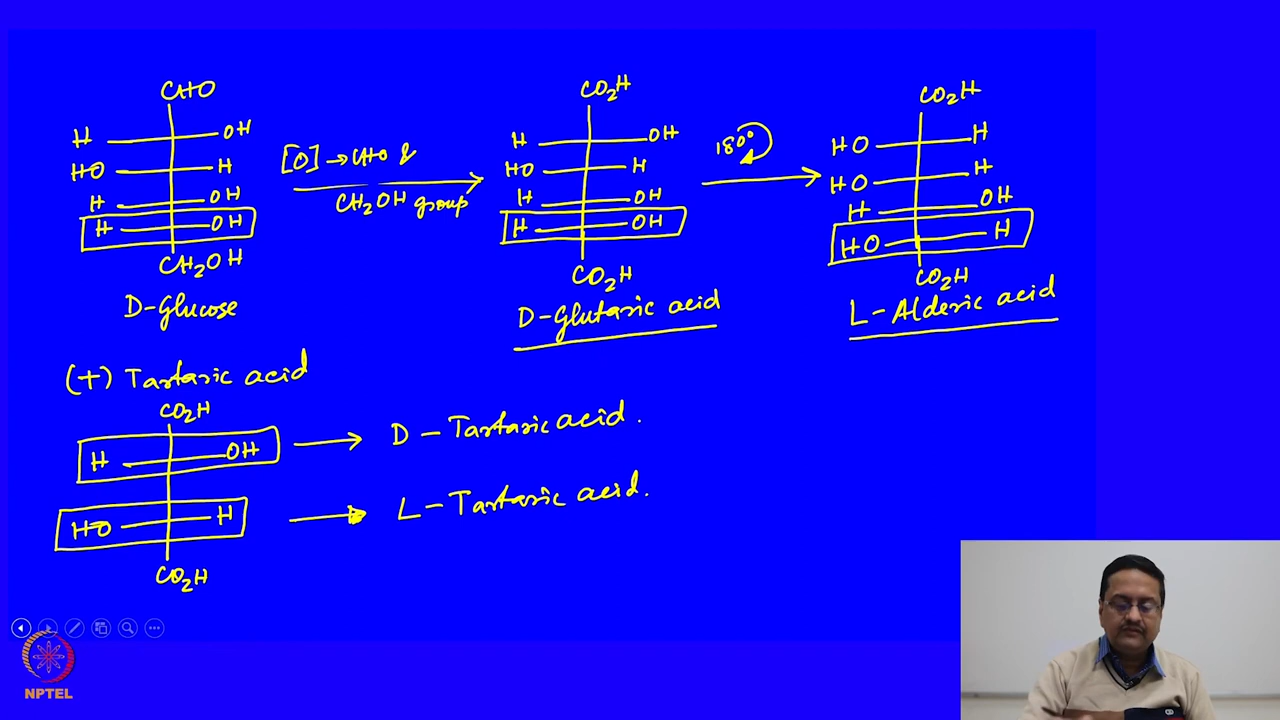 CHO
H OH
HO H
H OH
H OH
CH2OH
D-Glucose
[O] → CHO &
CH2OH group
CO2H
H OH
HO H
H OH
H OH
CO2H
D-Glutaric acid
180°
CO2H
HO H
HO H
H OH
HO H
CO2H
L-Alderic acid
(+) Tartaric acid
CO2H
H OH → D-Tartaric acid.
HO H → L-Tartaric acid.
CO2H
NPTEL